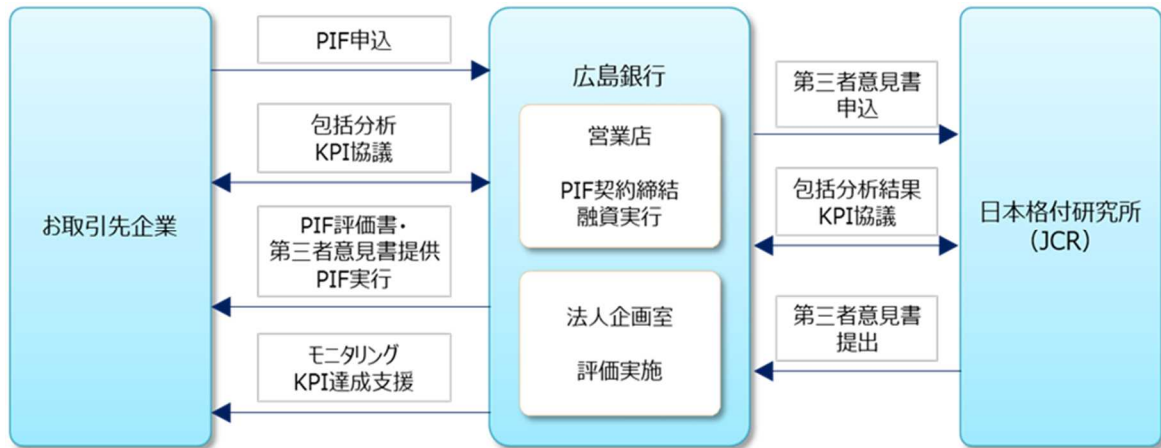 お取引先企業
PIF申込
包括分析
KPI協議
PIF評価書・
第三者意見書提供
PIF実行
モニタリング
KPI達成支援
広島銀行
営業店
PIF契約締結
融資実行
法人企画室
評価実施
第三者意見書
申込
包括分析結果
KPI協議
第三者意見書
提出
日本格付研究所
（JCR）